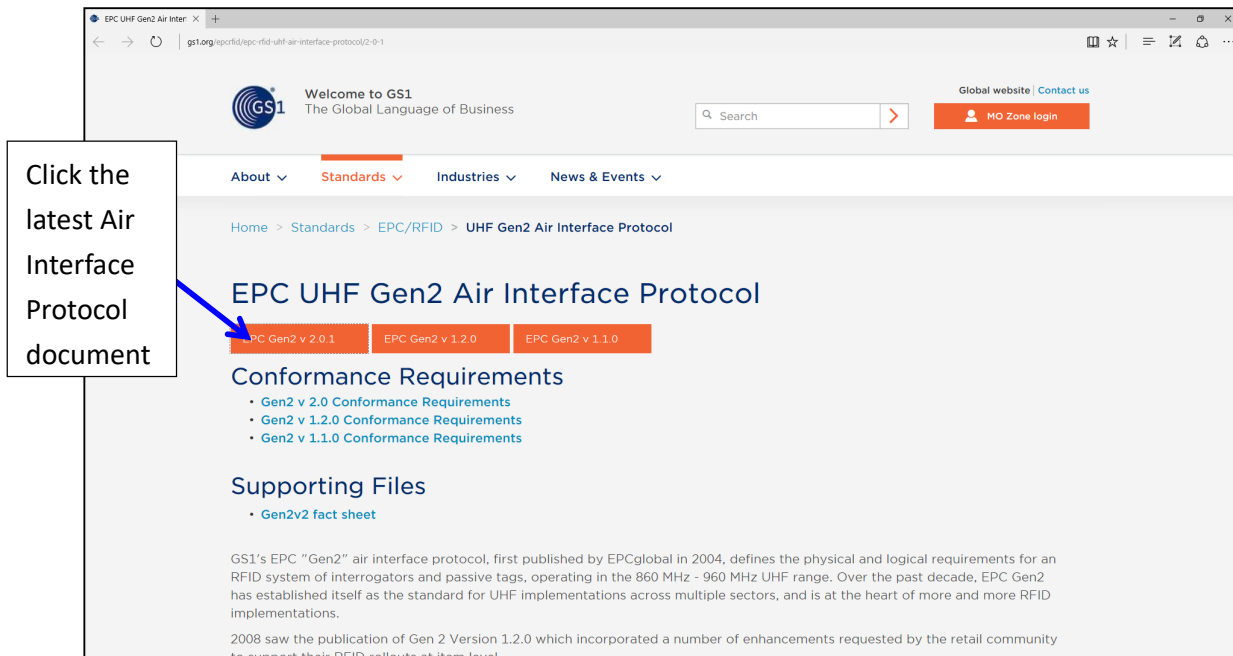 EPC UHF Gen2 Air Inter
gs1.org/epcrfid/epc-rfid-uhf-air-interface-protocol/2-0-1
GS1
Welcome to GS1
The Global Language of Business
Search
Global website | Contact us
MO Zone login
About
Standards
Industries
News & Events
Home > Standards > EPC/RFID > UHF Gen2 Air Interface Protocol
Click the
latest Air
Interface
Protocol
document
EPC UHF Gen2 Air Interface Protocol
EPC Gen2 v 2.0.1
EPC Gen2 v 1.2.0
EPC Gen2 v 1.1.0
Conformance Requirements
• Gen2 v 2.0 Conformance Requirements
• Gen2 v 1.2.0 Conformance Requirements
• Gen2 v 1.1.0 Conformance Requirements
Supporting Files
• Gen2v2 fact sheet
GS1's EPC "Gen2" air interface protocol, first published by EPCglobal in 2004, defines the physical and logical requirements for an
RFID system of interrogators and passive tags, operating in the 860 MHz - 960 MHz UHF range. Over the past decade, EPC Gen2
has established itself as the standard for UHF implementations across multiple sectors, and is at the heart of more and more RFID
implementations.
2008 saw the publication of Gen 2 Version 1.2.0 which incorporated a number of enhancements requested by the retail community
to support their RFID rollouts at item level